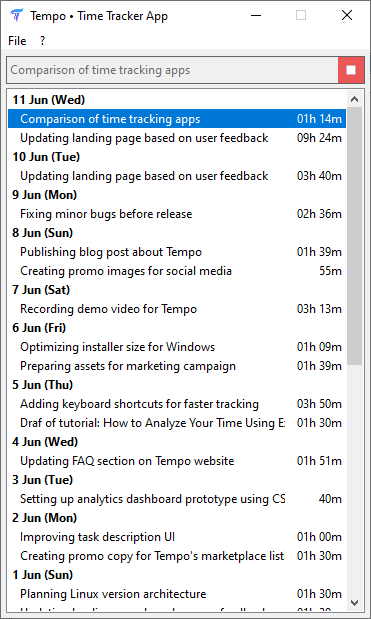 Tempo • Time Tracker App
File ?
Comparison of time tracking apps
11 Jun (Wed)
Comparison of time tracking apps 01h 14m
Updating landing page based on user feedback 09h 24m
10 Jun (Tue)
Updating landing page based on user feedback 03h 40m
9 Jun (Mon)
Fixing minor bugs before release 02h 36m
8 Jun (Sun)
Publishing blog post about Tempo 01h 39m
Creating promo images for social media 55m
7 Jun (Sat)
Recording demo video for Tempo 03h 13m
6 Jun (Fri)
Optimizing installer size for Windows 01h 09m
Preparing assets for marketing campaign 01h 39m
5 Jun (Thu)
Adding keyboard shortcuts for faster tracking 03h 50m
Draf of tutorial: How to Analyze Your Time Using Ex 01h 30m
4 Jun (Wed)
Updating FAQ section on Tempo website 01h 51m
3 Jun (Tue)
Setting up analytics dashboard prototype using CS 40m
2 Jun (Mon)
Improving task description UI 01h 00m
Creating promo copy for Tempo's marketplace list 01h 30m
1 Jun (Sun)
Planning Linux version architecture 01h 30m